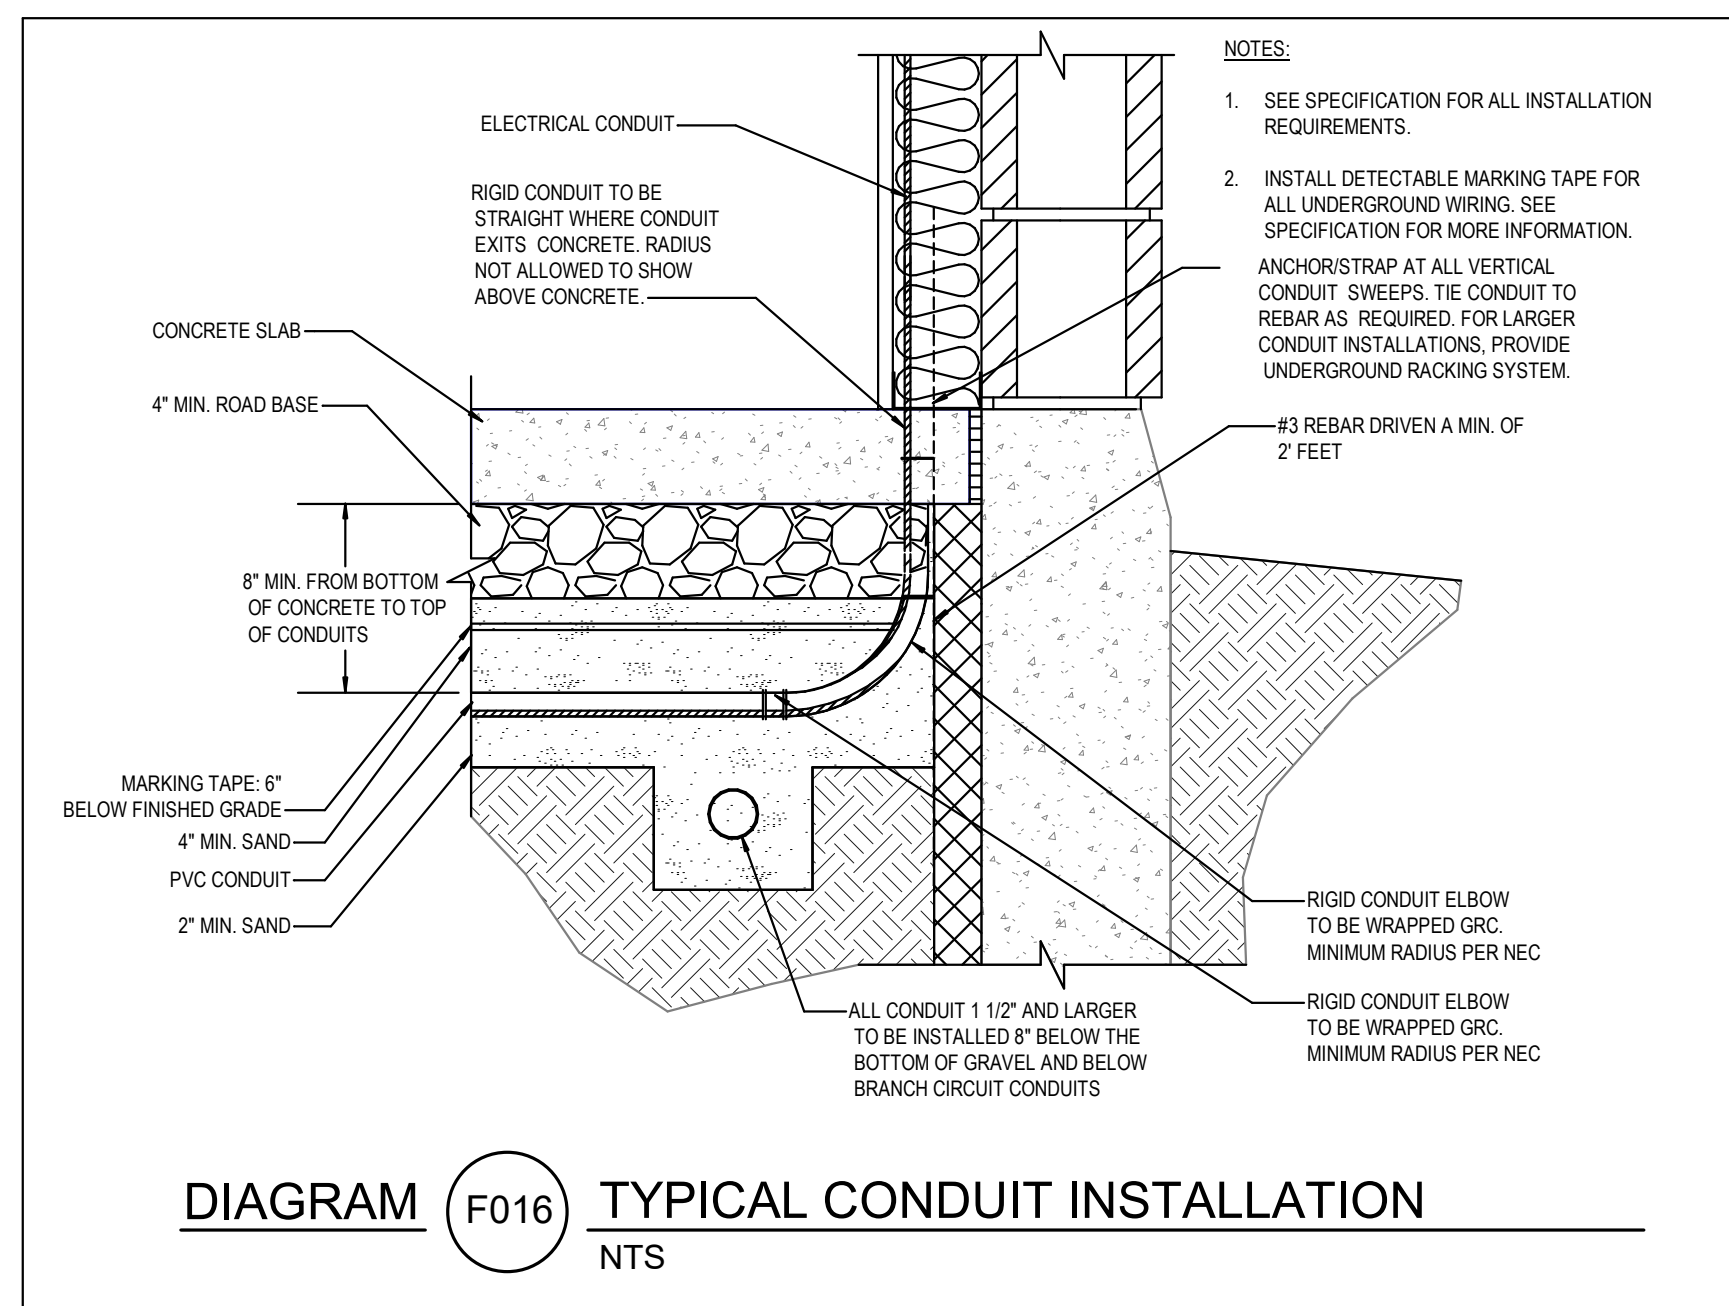 NOTES:
1. SEE SPECIFICATION FOR ALL INSTALLATION
REQUIREMENTS.
2. INSTALL DETECTABLE MARKING TAPE FOR
ALL UNDERGROUND WIRING. SEE
SPECIFICATION FOR MORE INFORMATION.
ELECTRICAL CONDUIT
RIGID CONDUIT TO BE
STRAIGHT WHERE CONDUIT
EXITS CONCRETE. RADIUS
NOT ALLOWED TO SHOW
ABOVE CONCRETE.
ANCHOR/STRAP AT ALL VERTICAL
CONDUIT SWEEPS. TIE CONDUIT TO
REBAR AS REQUIRED. FOR LARGER
CONDUIT INSTALLATIONS, PROVIDE
UNDERGROUND RACKING SYSTEM.
CONCRETE SLAB
4" MIN. ROAD BASE
#3 REBAR DRIVEN A MIN. OF
2' FEET
8" MIN. FROM BOTTOM
OF CONCRETE TO TOP
OF CONDUITS
MARKING TAPE: 6"
BELOW FINISHED GRADE
4" MIN. SAND
PVC CONDUIT
2" MIN. SAND
RIGID CONDUIT ELBOW
TO BE WRAPPED GRC.
MINIMUM RADIUS PER NEC
RIGID CONDUIT ELBOW
TO BE WRAPPED GRC.
MINIMUM RADIUS PER NEC
ALL CONDUIT 1 1/2" AND LARGER
TO BE INSTALLED 8" BELOW THE
BOTTOM OF GRAVEL AND BELOW
BRANCH CIRCUIT CONDUITS
DIAGRAM F016 TYPICAL CONDUIT INSTALLATION
NTS